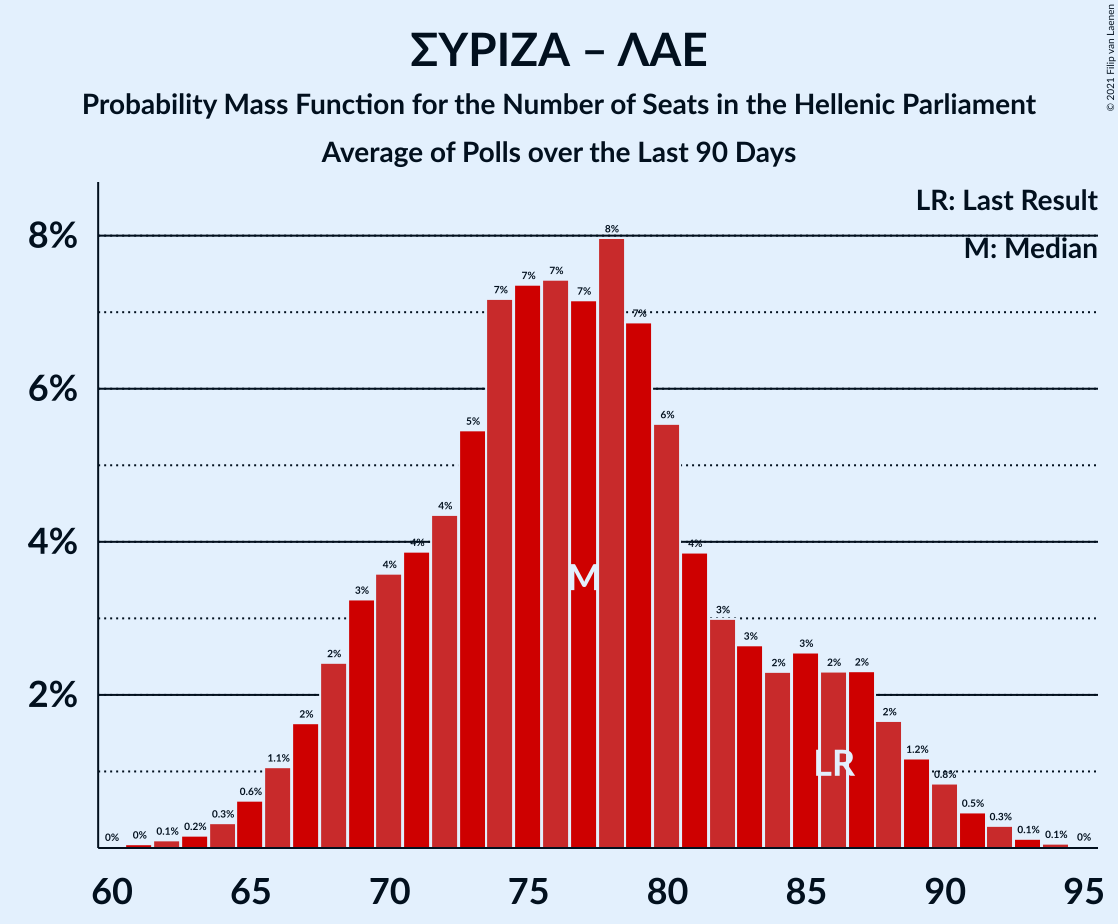 ΣΥΡΙΖΑ – ΛΑΕ
Probability Mass Function for the Number of Seats in the Hellenic Parliament
Average of Polls over the Last 90 Days
© 2021 Filip van Laenen
LR: Last Result
M: Median
8%
6%
4%
2%
0% 0% 0.1% 0.2% 0.3% 0.6% 1.1% 2% 2% 3% 4% 4% 4% 5% 7% 7% 7% 7% 8% 7% 6% 4% 3% 3% 2% 3% 2% 2% 2% 1.2% 0.8% 0.5% 0.3% 0.1% 0.1% 0%
M
LR
60 65 70 75 80 85 90 95